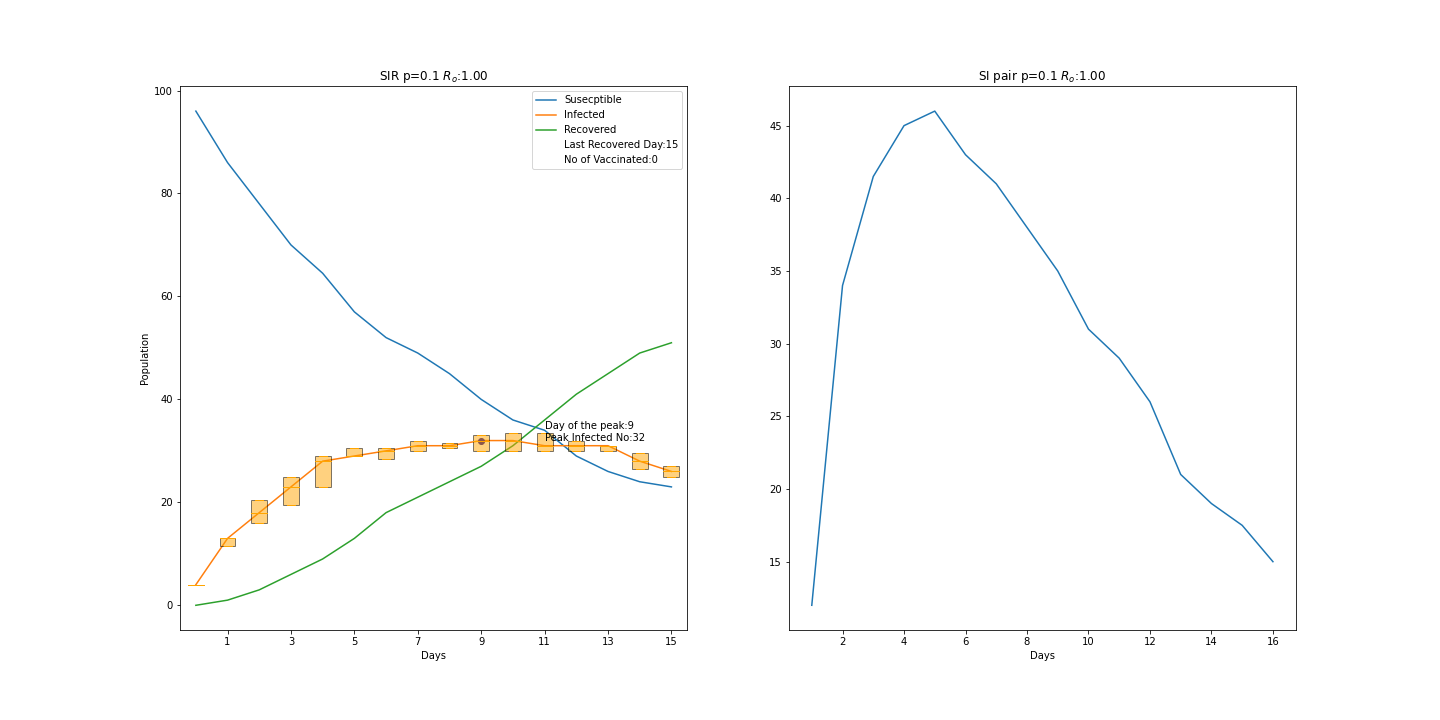 SIR p=0.1 Rₒ:1.00
100
80
60
40
20
0
Population
Susecptible
Infected
Recovered
Last Recovered Day:15
No of Vaccinated:0
Day of the peak:9
Peak Infected No:32
1 3 5 7 9 11 13 15
Days
SI pair p=0.1 Rₒ:1.00
45
40
35
30
25
20
15
2 4 6 8 10 12 14 16
Days